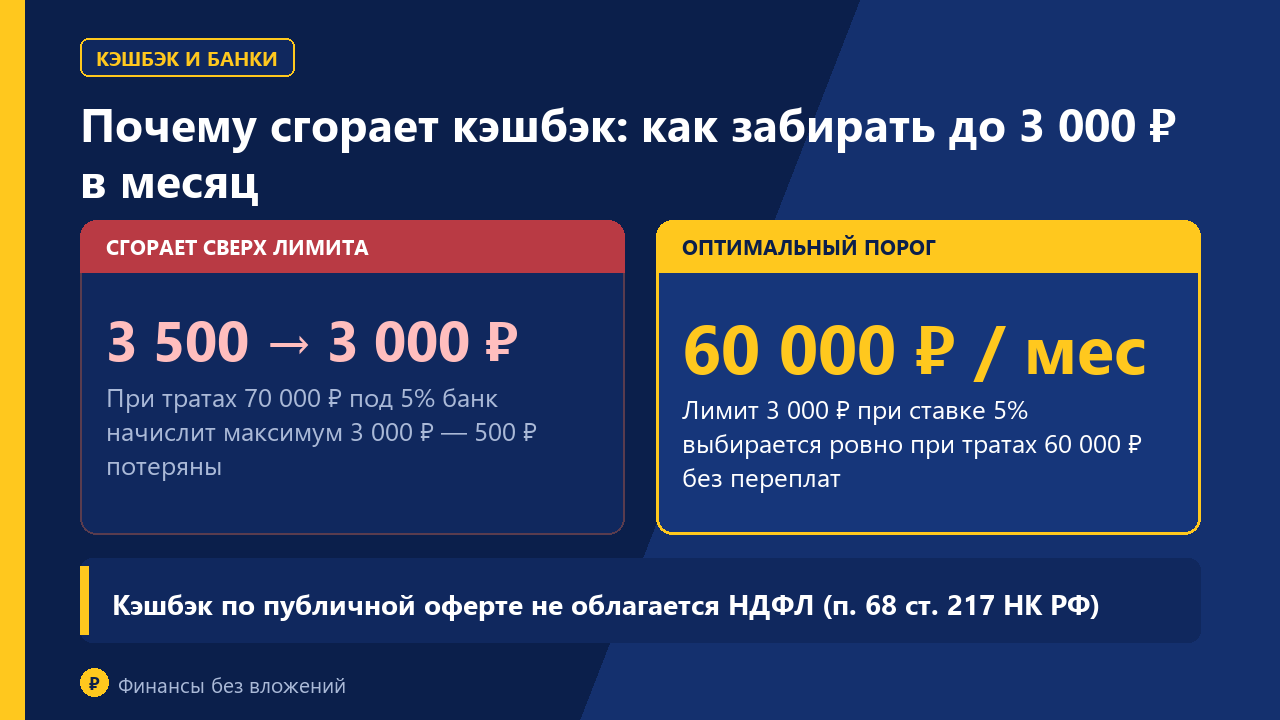 КЭШБЭК И БАНКИ
Почему сгорает кэшбэк: как забирать до 3 000 ₽
в месяц
СГОРАЕТ СВЕРХ ЛИМИТА
3 500 → 3 000 ₽
При тратах 70 000 ₽ под 5% банк
начислит максимум 3 000 ₽ — 500 ₽
потеряны
ОПТИМАЛЬНЫЙ ПОРОГ
60 000 ₽ / мес
Лимит 3 000 ₽ при ставке 5%
выбирается ровно при тратах 60 000 ₽
без переплат
Кэшбэк по публичной оферте не облагается НДФЛ (п. 68 ст. 217 НК РФ)
₽ Финансы без вложений